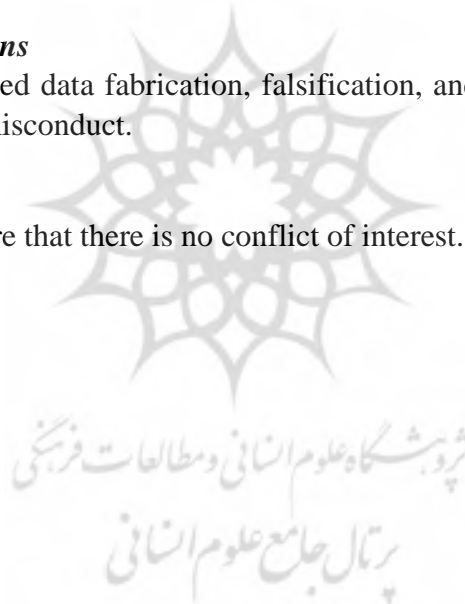 ns
ed data fabrication, falsification, and
isconduct.
re that there is no conflict of interest.
پژوهشگاه علوم انسانی و مطالعات فرهنگی
پرتال جامع علوم انسانی